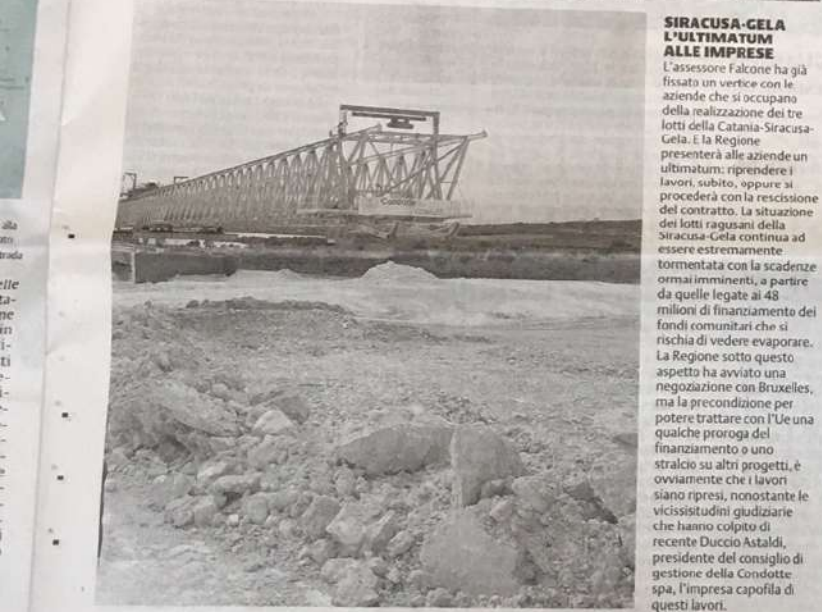 SIRACUSA-GELA
L'ULTIMATUM
ALLE IMPRESE
L'assessore Falcone ha già
fissato un vertice con le
aziende che si occupano
della realizzazione dei tre
lotti della Catania-Siracusa-
Gela. E la Regione
presenterà alle aziende un
ultimatum: riprendere i
lavori, subito, oppure si
procederà con la rescissione
del contratto. La situazione
dei lotti ragusani della
Siracusa-Gela continua ad
essere estremamente
tormentata con la scadenze
ormai imminenti, a partire
da quelle legate ai 48
milioni di finanziamento dei
fondi comunitari che si
rischia di vedere evaporare.
La Regione sotto questo
aspetto ha avviato una
negoziazione con Bruxelles,
ma la precondizione per
potere trattare con l'Ue una
qualche proroga del
finanziamento o uno
stralcio su altri progetti, è
ovviamente che i lavori
siano ripresi, nonostante le
vicissisitudini giudiziarie
che hanno colpito di
recente Duccio Astaldi,
presidente del consiglio di
gestione della Condotte
spa, l'impresa capofila di
questi lavori.
Condotte
alla